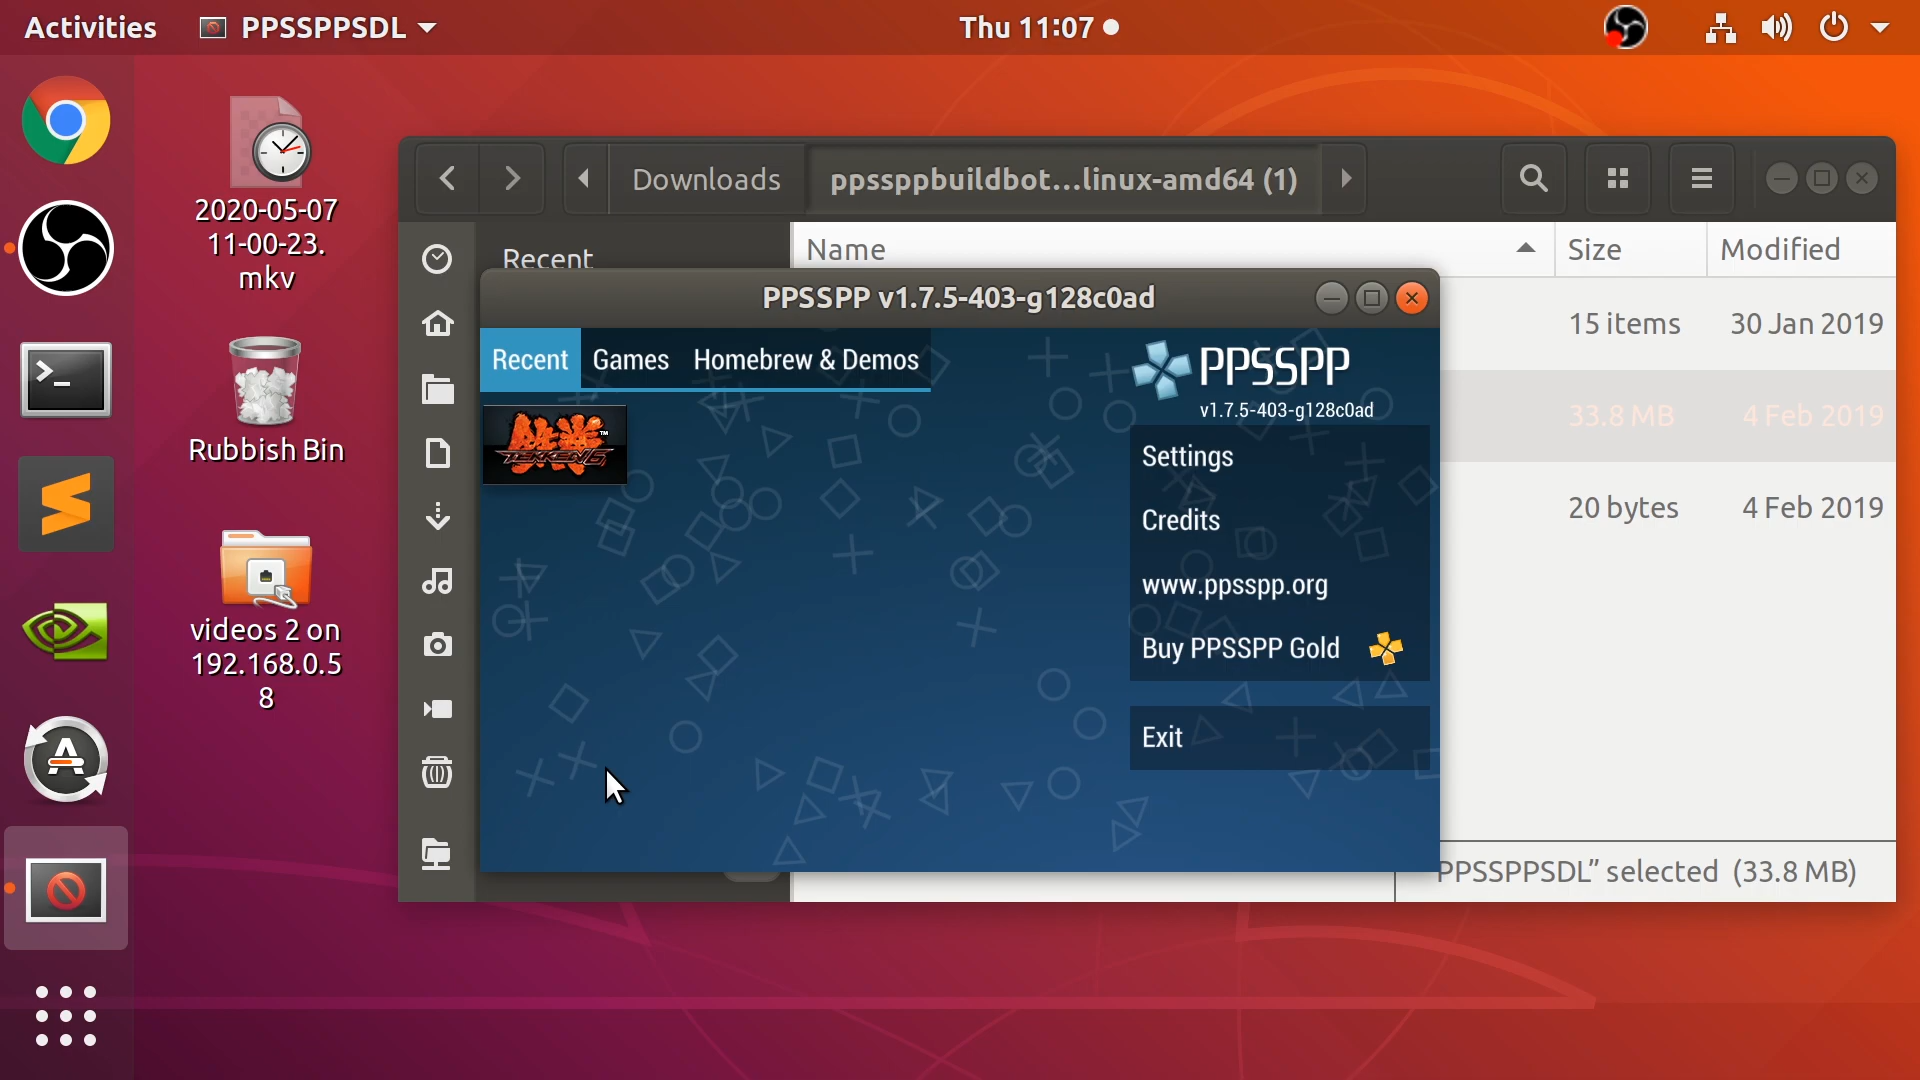 Activities
PPSSPPSDL
Thu 11:07
2020-05-07
11-00-23.
mkv
Rubbish Bin
videos 2 on
192.168.0.5
8
Downloads
ppssppbuildbot...linux-amd64 (1)
Recent
Name
Size
Modified
15 items
30 Jan 2019
33.8 MB
4 Feb 2019
20 bytes
4 Feb 2019
PPSSPPSDL” selected (33.8 MB)
PPSSPP v1.7.5-403-g128c0ad
Recent
Games
Homebrew & Demos
TEKKEN 6
PPSSPP
v1.7.5-403-g128c0ad
Settings
Credits
www.ppsspp.org
Buy PPSSPP Gold
Exit